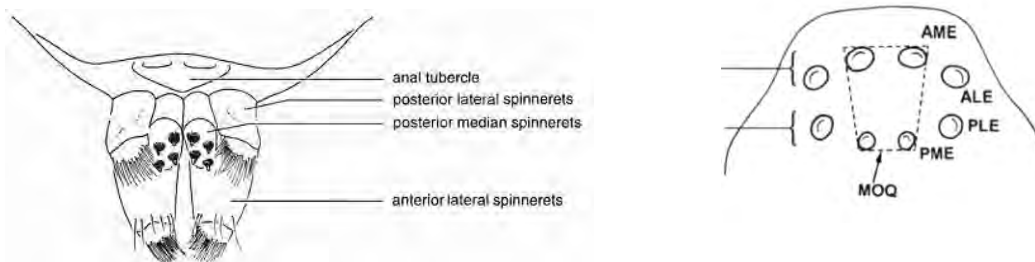 anal tubercle
posterior lateral spinnerets
posterior median spinnerets
anterior lateral spinnerets
AME
ALE
PLE
PME
MOQ